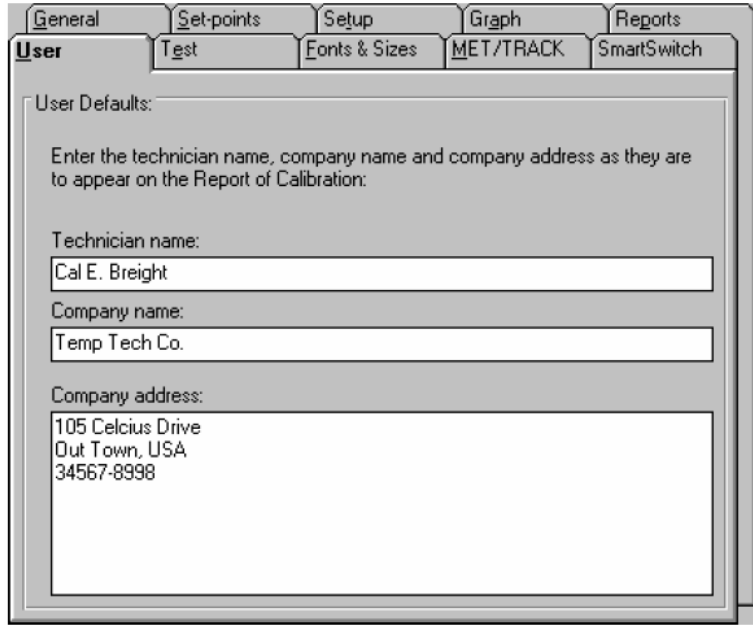 General Set-points Setup Graph Reports
User Test Fonts & Sizes MET/TRACK SmartSwitch
User Defaults:
Enter the technician name, company name and company address as they are
to appear on the Report of Calibration:
Technician name:
Cal E. Breight
Company name:
Temp Tech Co.
Company address:
105 Celcius Drive
Out Town, USA
34567-8998